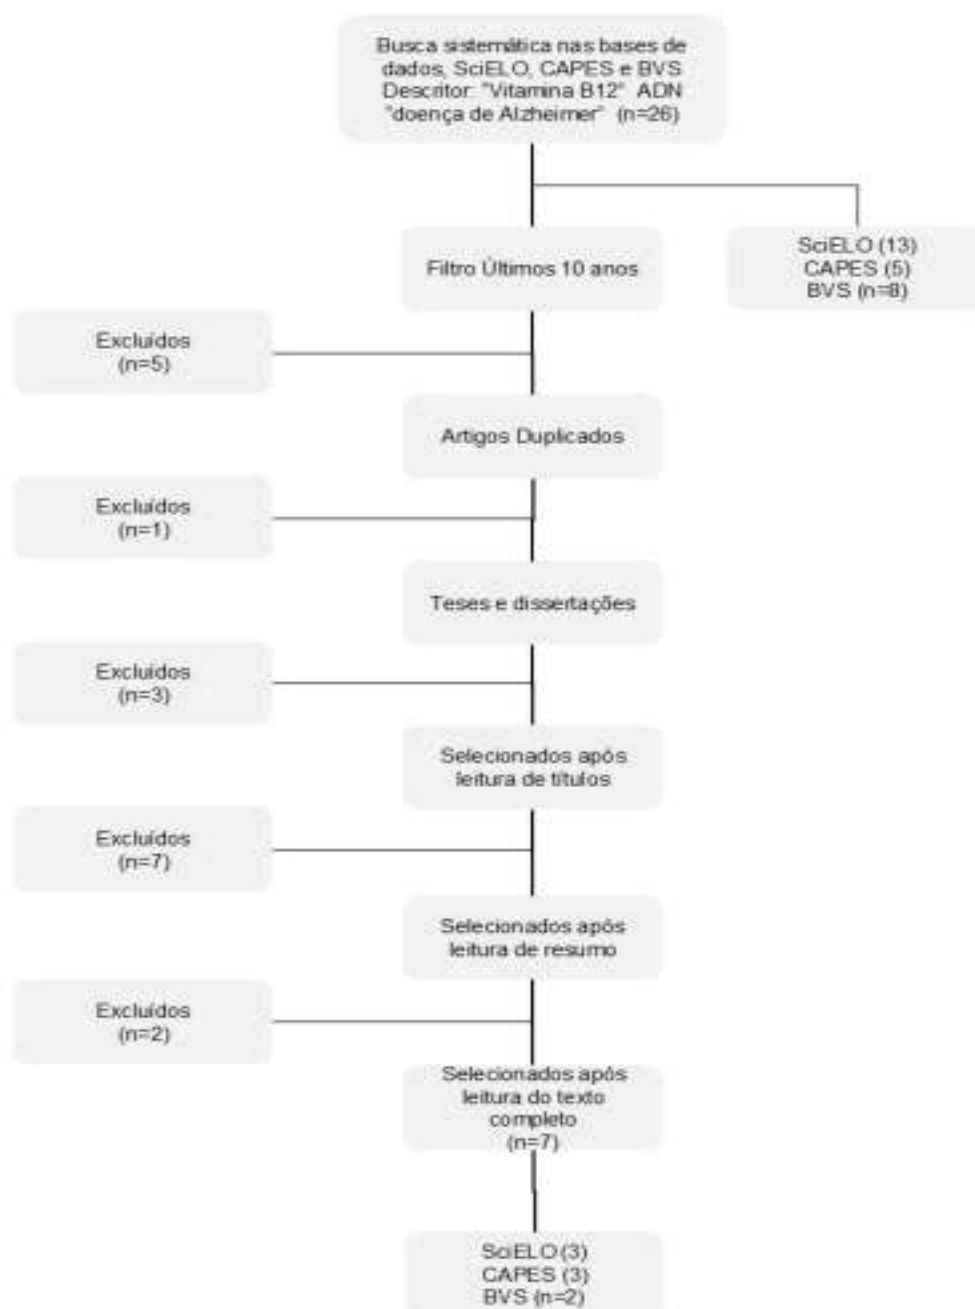 Busca sistemática nas bases de
dados, SciELO, CAPES e BVS
Descritor: "Vitamina B12" ADN
"doença de Alzheimer" (n=26)
SciELO (13)
CAPES (5)
BVS (n=8)
Filtro Últimos 10 anos
Excluídos
(n=5)
Artigos Duplicados
Excluídos
(n=1)
Teses e dissertações
Excluídos
(n=3)
Selecionados após
leitura de títulos
Excluídos
(n=7)
Selecionados após
leitura de resumo
Excluídos
(n=2)
Selecionados após
leitura do texto
completo
(n=7)
SciELO (3)
CAPES (3)
BVS (n=2)